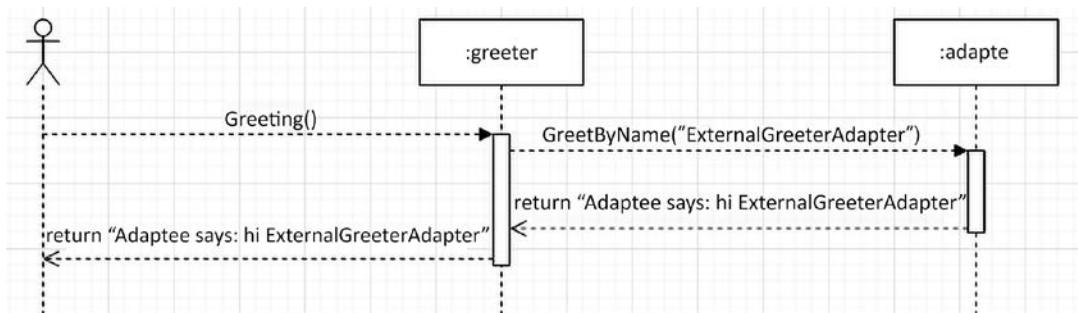 :greeter
:adapte
Greeting()
GreetByName(“ExternalGreeterAdapter”)
return “Adaptee says: hi ExternalGreeterAdapter”
return “Adaptee says: hi ExternalGreeterAdapter”